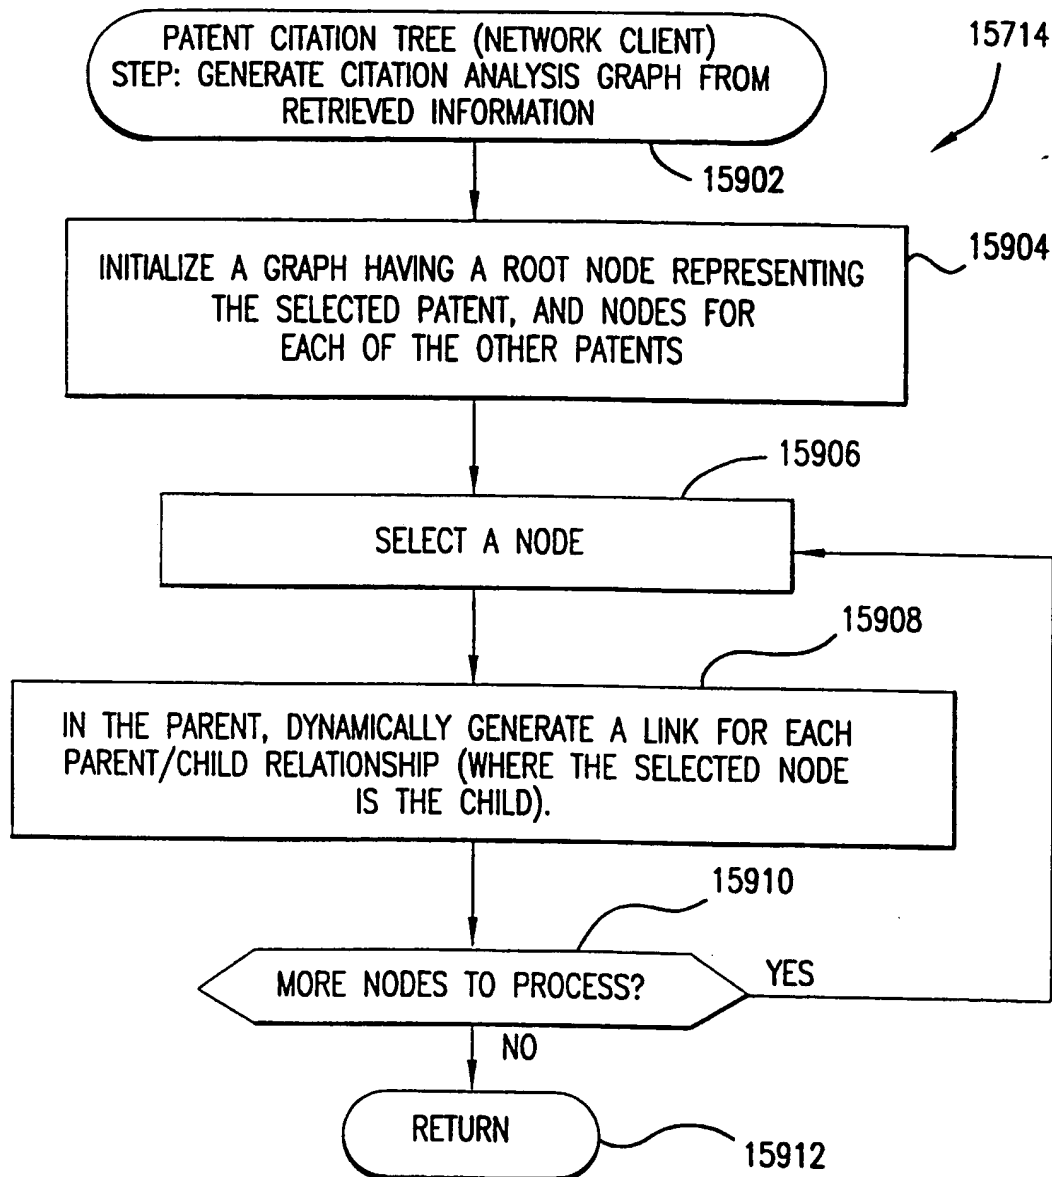 PATENT CITATION TREE (NETWORK CLIENT)
STEP: GENERATE CITATION ANALYSIS GRAPH FROM
RETRIEVED INFORMATION
15714
15902
INITIALIZE A GRAPH HAVING A ROOT NODE REPRESENTING
THE SELECTED PATENT, AND NODES FOR
EACH OF THE OTHER PATENTS
15904
15906
SELECT A NODE
15908
IN THE PARENT, DYNAMICALLY GENERATE A LINK FOR EACH
PARENT/CHILD RELATIONSHIP (WHERE THE SELECTED NODE
IS THE CHILD).
15910
MORE NODES TO PROCESS?
YES
NO
RETURN
15912